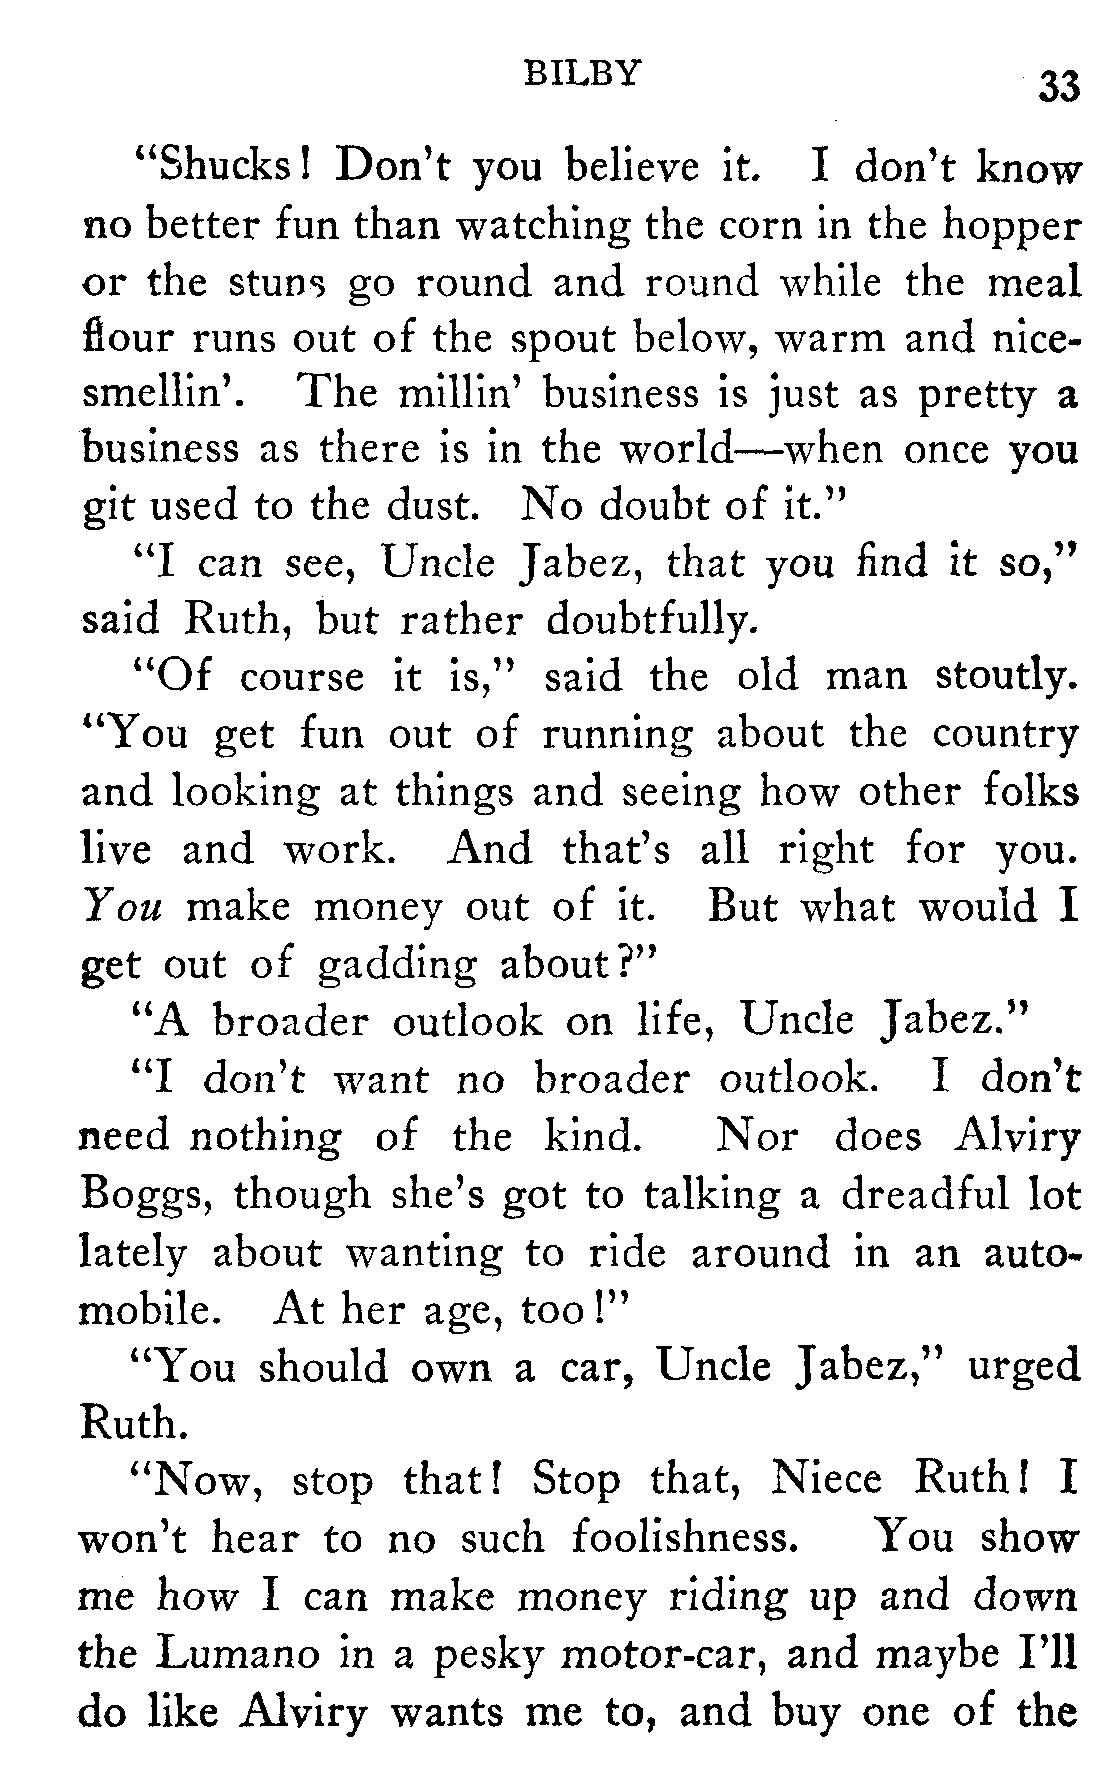 BILBY
33
“Shucks! Don’t you believe it. I don’t know
no better fun than watching the corn in the hopper
or the stuns go round and round while the meal
flour runs out of the spout below, warm and nice-
smellin’. The millin’ business is just as pretty a
business as there is in the world—when once you
git used to the dust. No doubt of it.”
“I can see, Uncle Jabez, that you find it so,”
said Ruth, but rather doubtfully.
“Of course it is,” said the old man stoutly.
“You get fun out of running about the country
and looking at things and seeing how other folks
live and work. And that’s all right for you.
You make money out of it. But what would I
get out of gadding about?”
“A broader outlook on life, Uncle Jabez.”
“I don’t want no broader outlook. I don’t
need nothing of the kind. Nor does Alviry
Boggs, though she’s got to talking a dreadful lot
lately about wanting to ride around in an auto-
mobile. At her age, too!”
“You should own a car, Uncle Jabez,” urged
Ruth.
“Now, stop that! Stop that, Niece Ruth! I
won’t hear to no such foolishness. You show
me how I can make money riding up and down
the Lumano in a pesky motor-car, and maybe I’ll
do like Alviry wants me to, and buy one of the